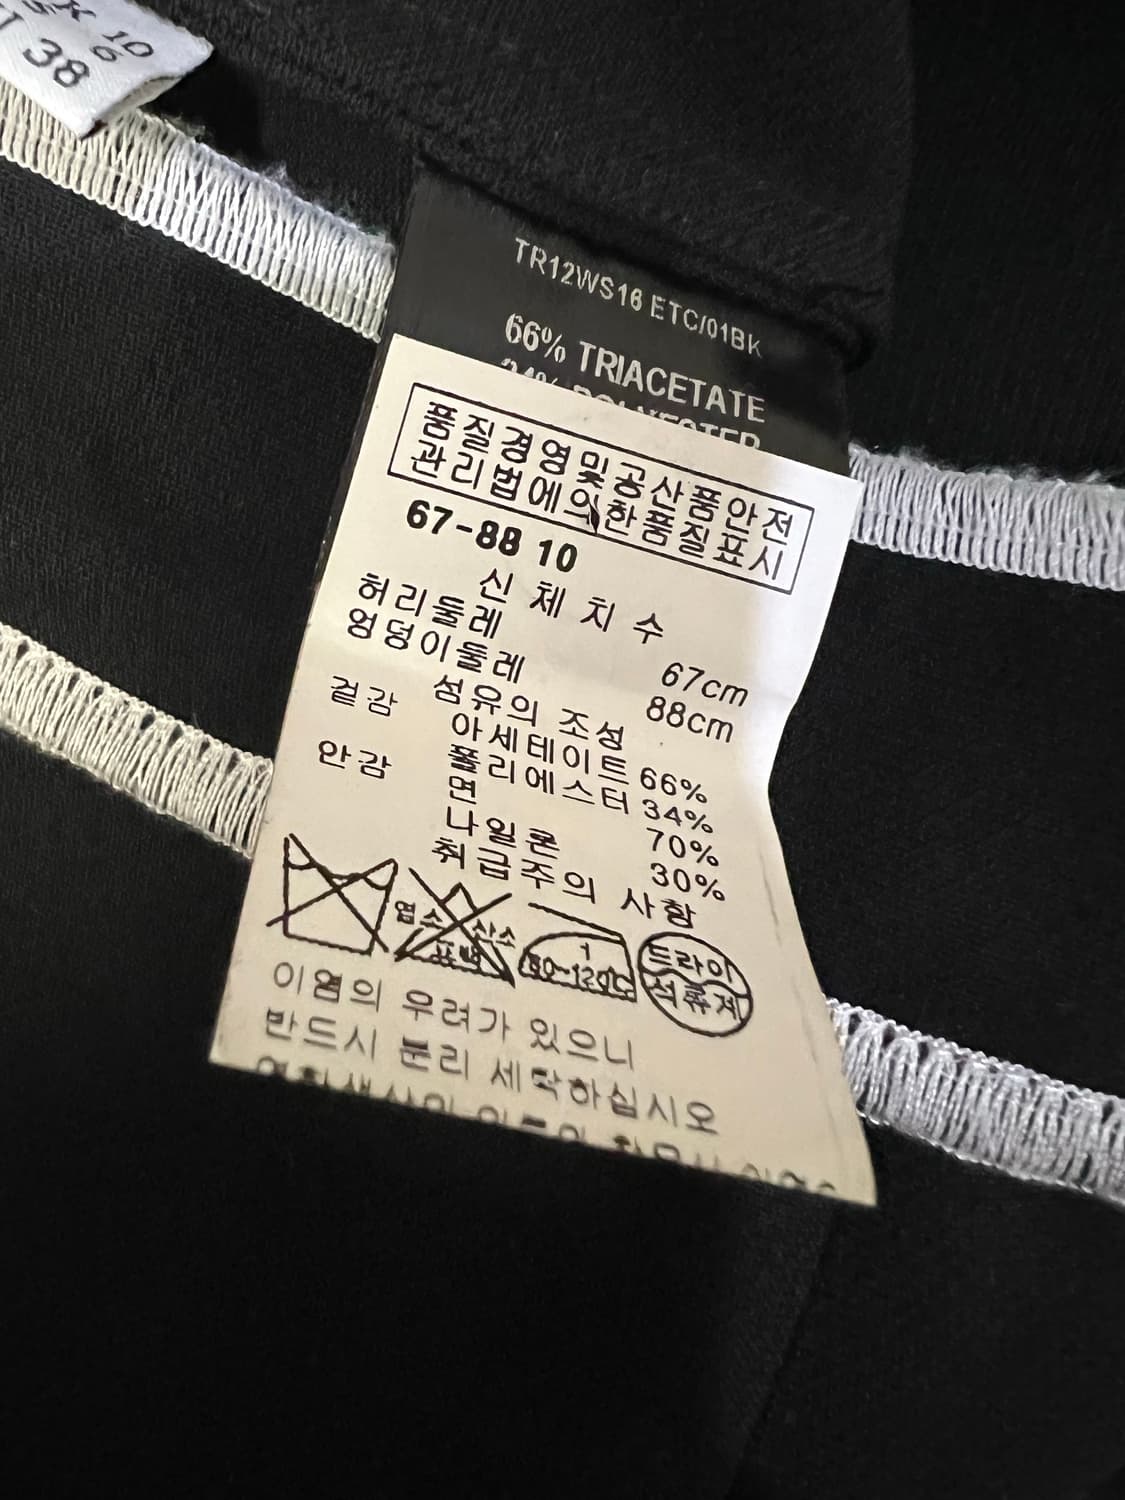 K 10
6
38
TR12WS16 ETC/01BK
66% TRIACETATE
34% POLYESTER
품질경영및공산품안전
관리법에의한품질표시
67-88 10
신 체 치 수
허리둘레 67cm
엉덩이둘레 88cm
섬유의 조성
겉감 아세테이트 66%
폴리에스터 34%
안감 면 70%
나일론 30%
취급주의 사항
염소 산소
표백
1
80~120℃
드라이
석유계
이염의 우려가 있으니
반드시 분리 세탁하십시오